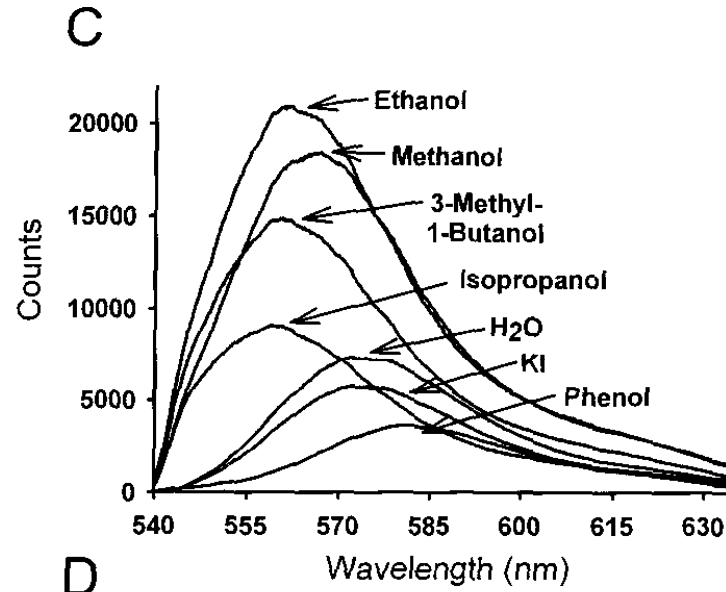 C
Ethanol
20000
Methanol
3-Methyl-
1-Butanol
15000
Isopropanol
Counts
10000
H2O
KI
5000
Phenol
0
540 555 570 585 600 615 630
Wavelength (nm)
D